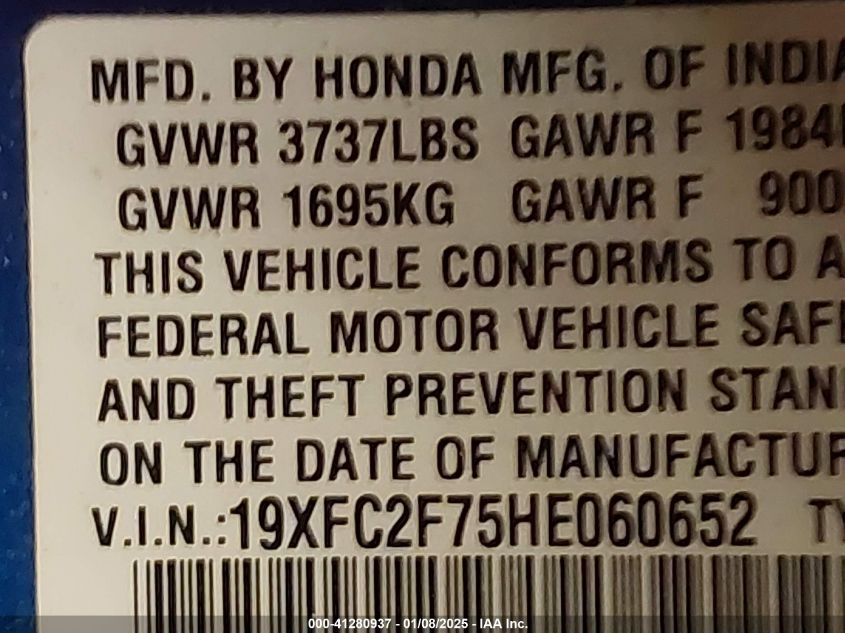 MFD. BY HONDA MFG. OF INDIA
GVWR 3737LBS GAWR F 1984
GVWR 1695KG GAWR F 900
THIS VEHICLE CONFORMS TO A
FEDERAL MOTOR VEHICLE SAFE
AND THEFT PREVENTION STAN
ON THE DATE OF MANUFACTUR
V.I.N.:19XFC2F75HE060652 TY
000-41280937 - 01/08/2025 - IAA Inc.